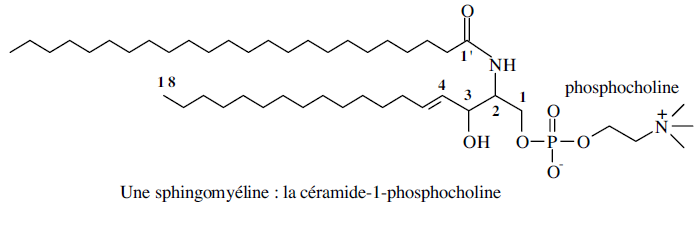 O
1'
NH
18
4
3
1
phosphocholine
2
O
+
N
OH
O–P–O
O-
Une sphingomyéline : la céramide-1-phosphocholine